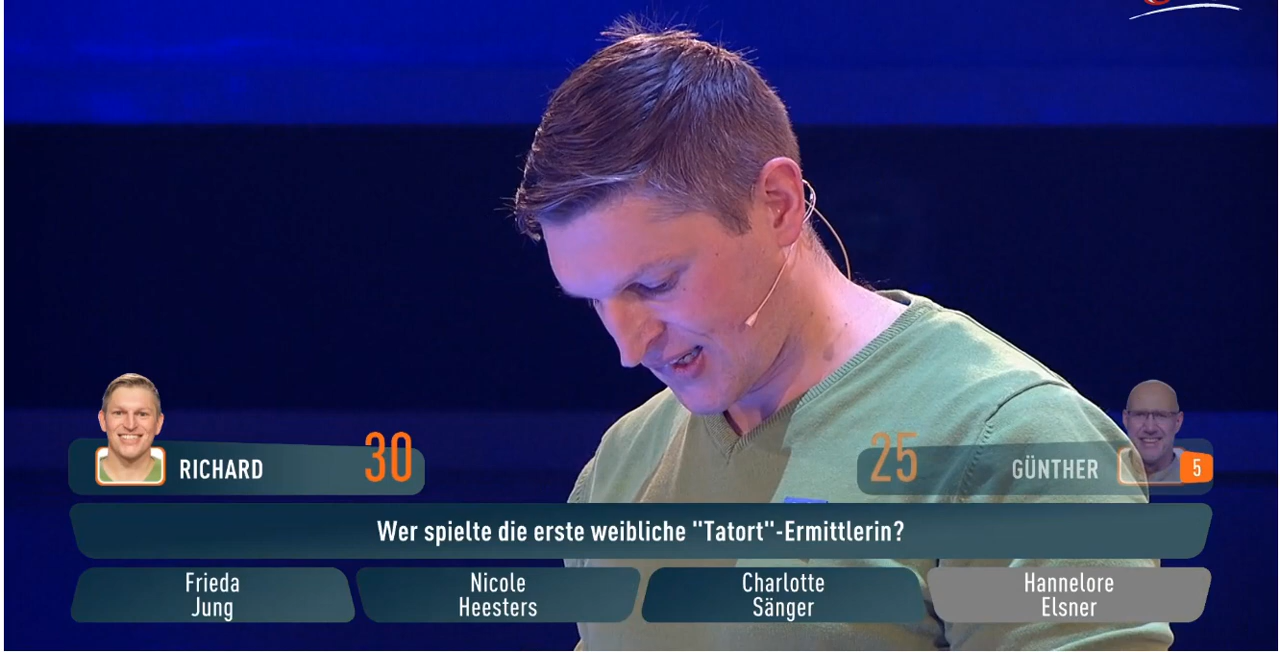 RICHARD 30
25 GÜNTHER 5
Wer spielte die erste weibliche "Tatort"-Ermittlerin?
Frieda
Jung
Nicole
Heesters
Charlotte
Sänger
Hannelore
Elsner